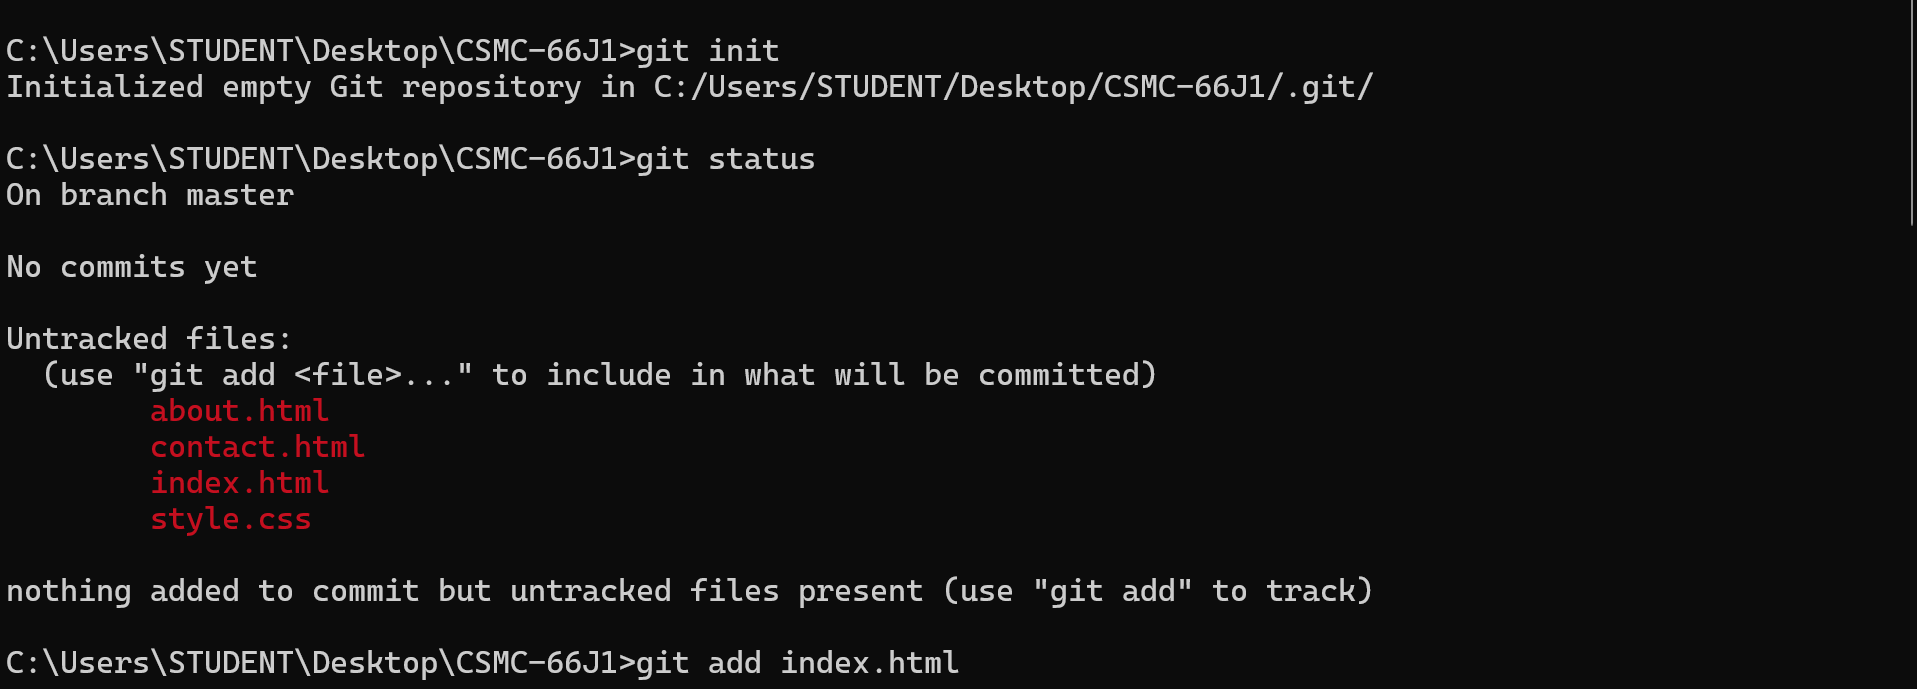 C:\Users\STUDENT\Desktop\CSMC-66J1>git init
Initialized empty Git repository in C:/Users/STUDENT/Desktop/CSMC-66J1/.git/
C:\Users\STUDENT\Desktop\CSMC-66J1>git status
On branch master
No commits yet
Untracked files:
  (use "git add <file>..." to include in what will be committed)
        about.html
        contact.html
        index.html
        style.css
nothing added to commit but untracked files present (use "git add" to track)
C:\Users\STUDENT\Desktop\CSMC-66J1>git add index.html